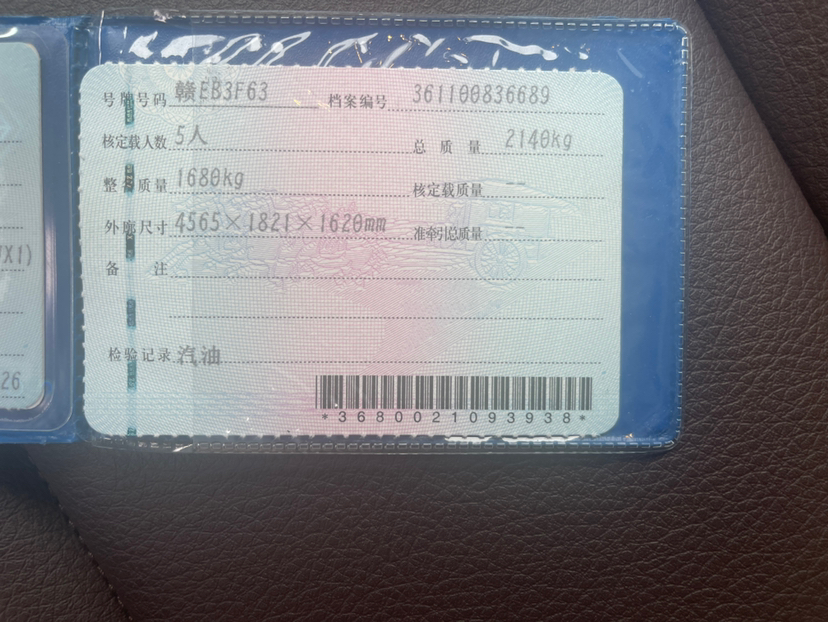 号牌号码 赣EB3F63 档案编号 361100836689
核定载人数 5人 总质量 2140kg
整备质量 1680kg 核定载质量 --
外廓尺寸 4565×1821×1620mm 准牵引总质量 --
备注
X1)
检验记录 汽油
26
*3680021093938*